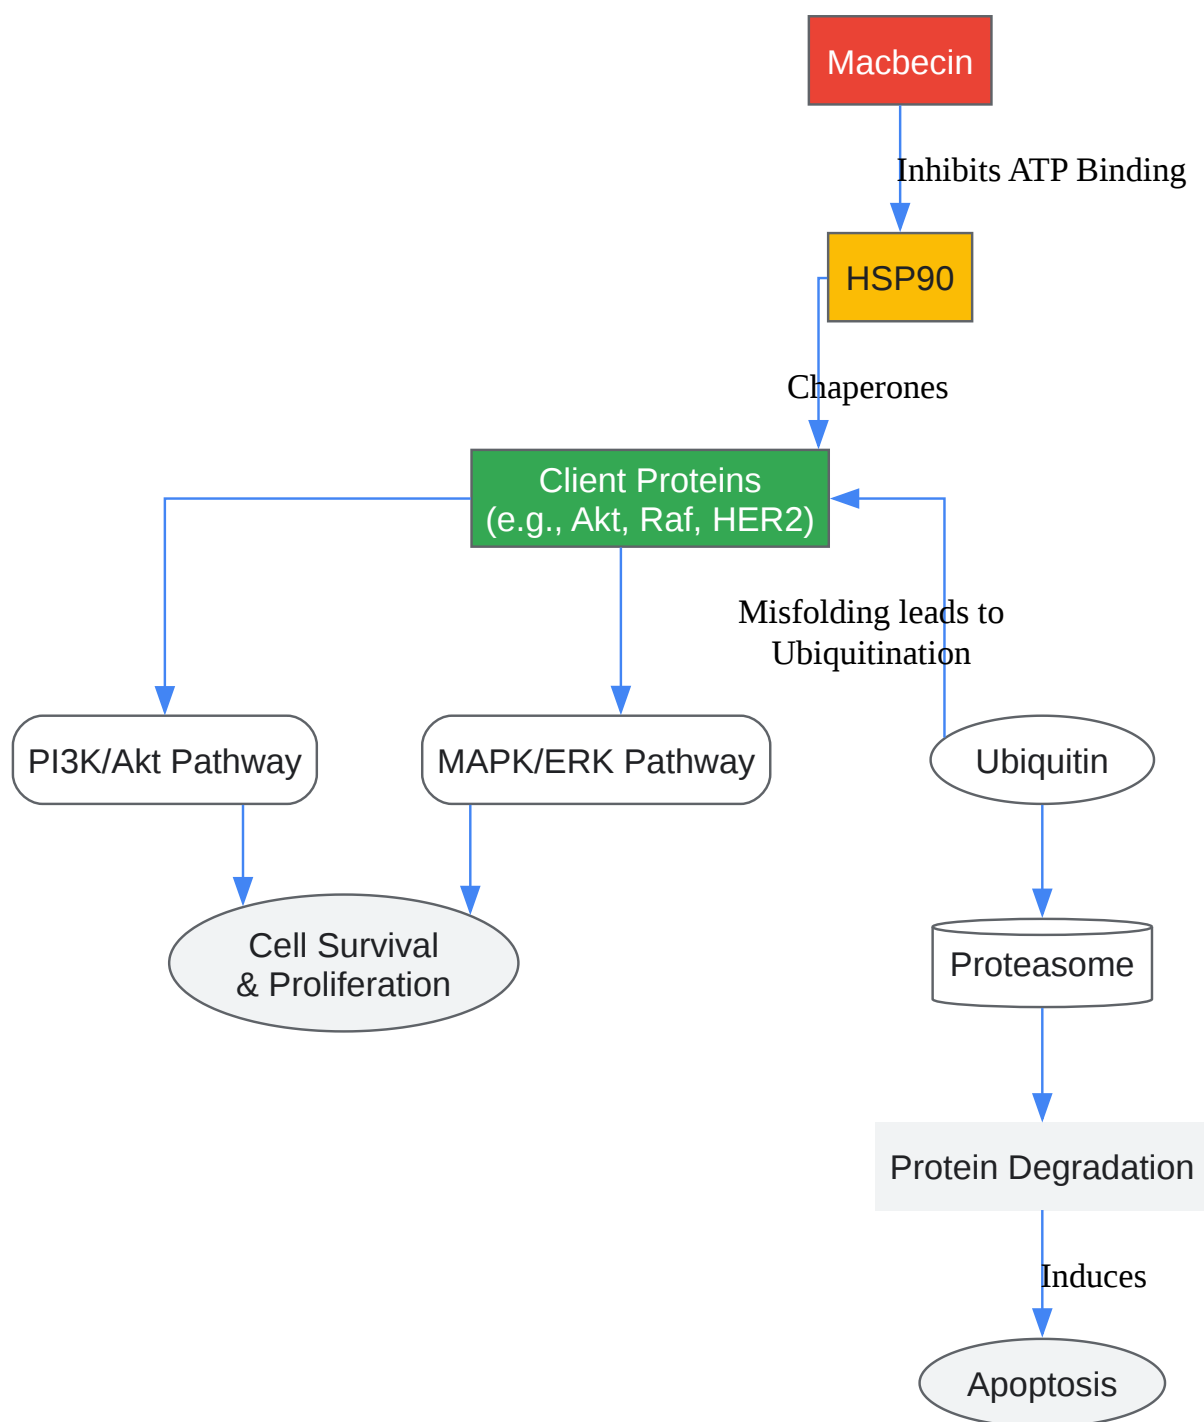 Macbecin
Inhibits ATP Binding
HSP90
Chaperones
Client Proteins
(e.g., Akt, Raf, HER2)
Misfolding leads to
Ubiquitination
PI3K/Akt Pathway
MAPK/ERK Pathway
Ubiquitin
Cell Survival
& Proliferation
Proteasome
Protein Degradation
Induces
Apoptosis